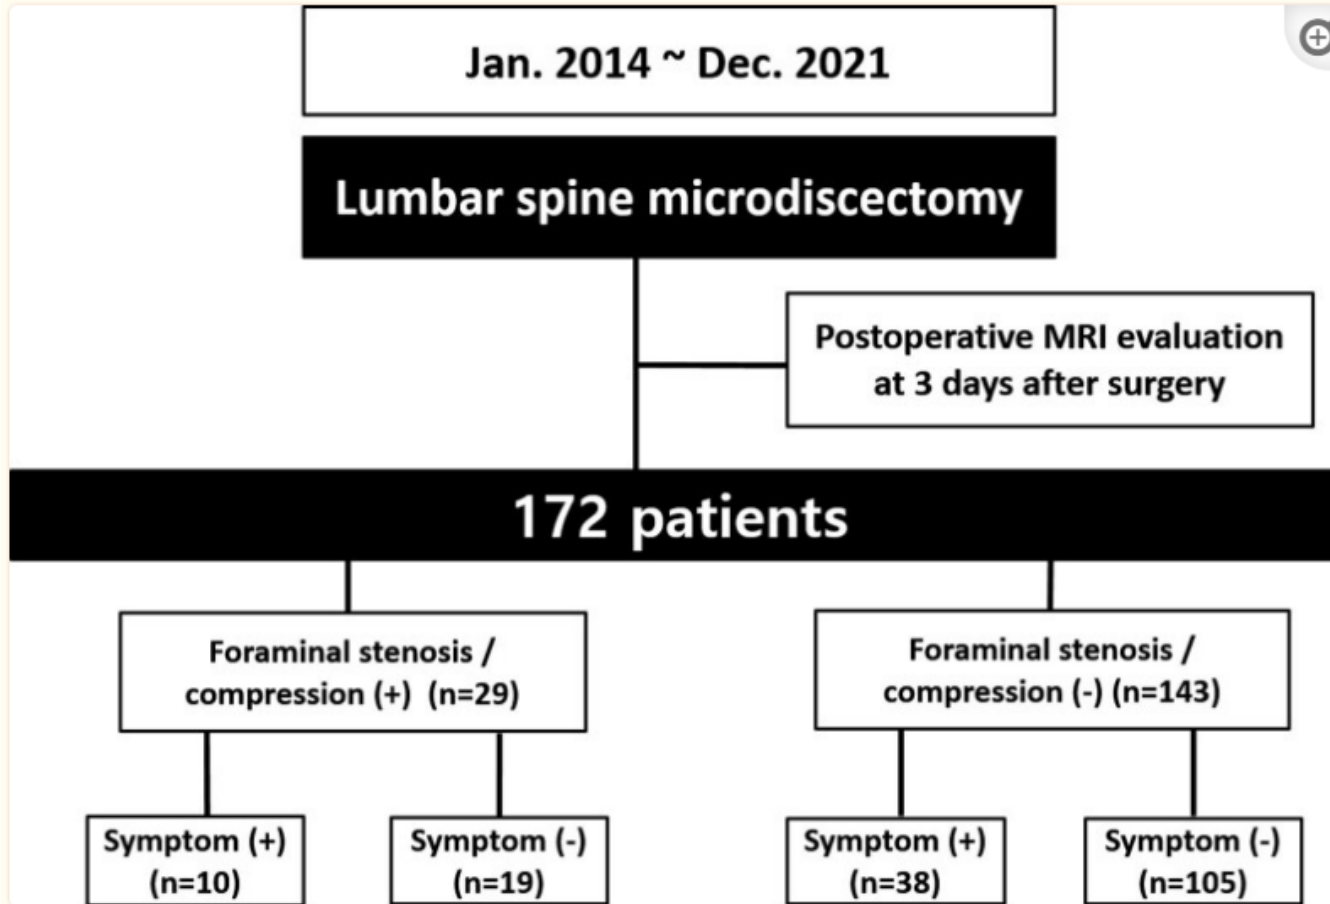 Jan. 2014 ~ Dec. 2021
Lumbar spine microdiscectomy
Postoperative MRI evaluation
at 3 days after surgery
172 patients
Foraminal stenosis /
compression (+) (n=29)
Foraminal stenosis /
compression (-) (n=143)
Symptom (+)
(n=10)
Symptom (-)
(n=19)
Symptom (+)
(n=38)
Symptom (-)
(n=105)